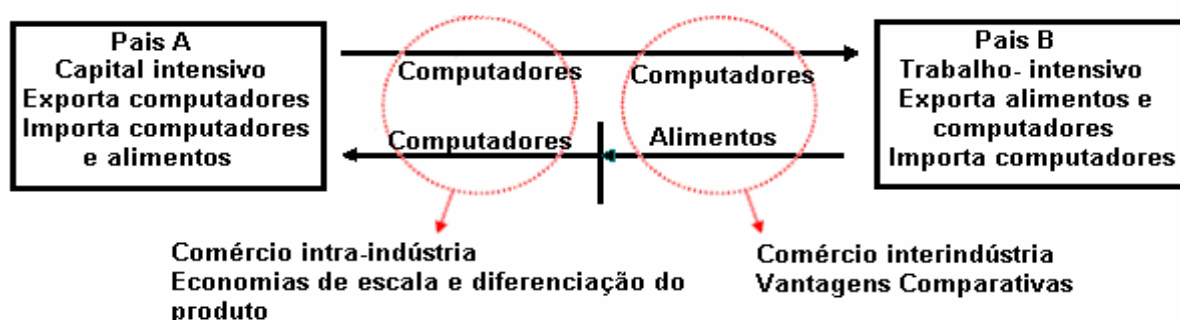 Pais A
Capital intensivo
Exporta computadores
Importa computadores
e alimentos
Computadores
Computadores
Computadores
Alimentos
Pais B
Trabalho- intensivo
Exporta alimentos e
computadores
Importa computadores
Comércio intra-indústria
Economias de escala e diferenciação do
produto
Comércio interindústria
Vantagens Comparativas